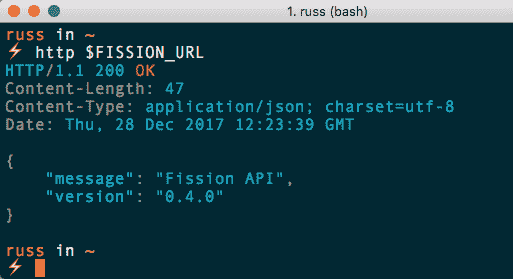 1. russ (bash)
russ in ~
⚡ http $FISSION_URL
HTTP/1.1 200 OK
Content-Length: 47
Content-Type: application/json; charset=utf-8
Date: Thu, 28 Dec 2017 12:23:39 GMT
{
    "message": "Fission API",
    "version": "0.4.0"
}
russ in ~
⚡